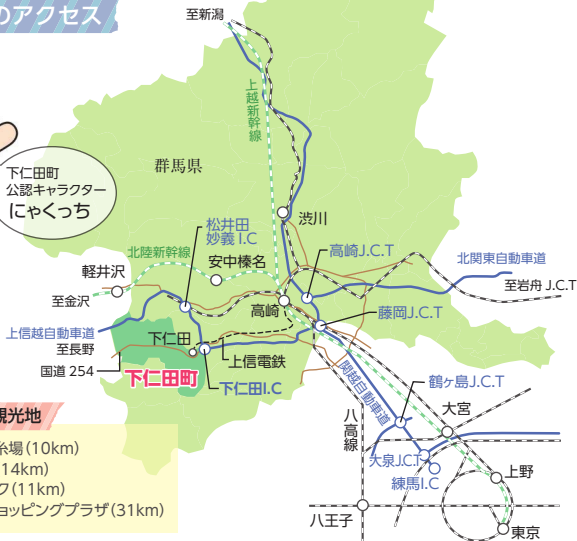 のアクセス
至新潟
上越新幹線
群馬県
下仁田町
公認キャラクター
にゃくっち
渋川
松井田
妙義 I.C
高崎J.C.T
北陸新幹線
安中榛名
北関東自動車道
軽井沢
至岩舟 J.C.T
至金沢
高崎
藤岡J.C.T
上信越自動車道
至長野
下仁田
国道 254
上信電鉄
下仁田町
下仁田I.C
関越自動車道
鶴ヶ島J.C.T
八高線
大宮
観光地
糸場(10km)
(14km)
ク(11km)
ョッピングプラザ(31km)
大泉J.C.T
練馬I.C
上野
八王子
東京